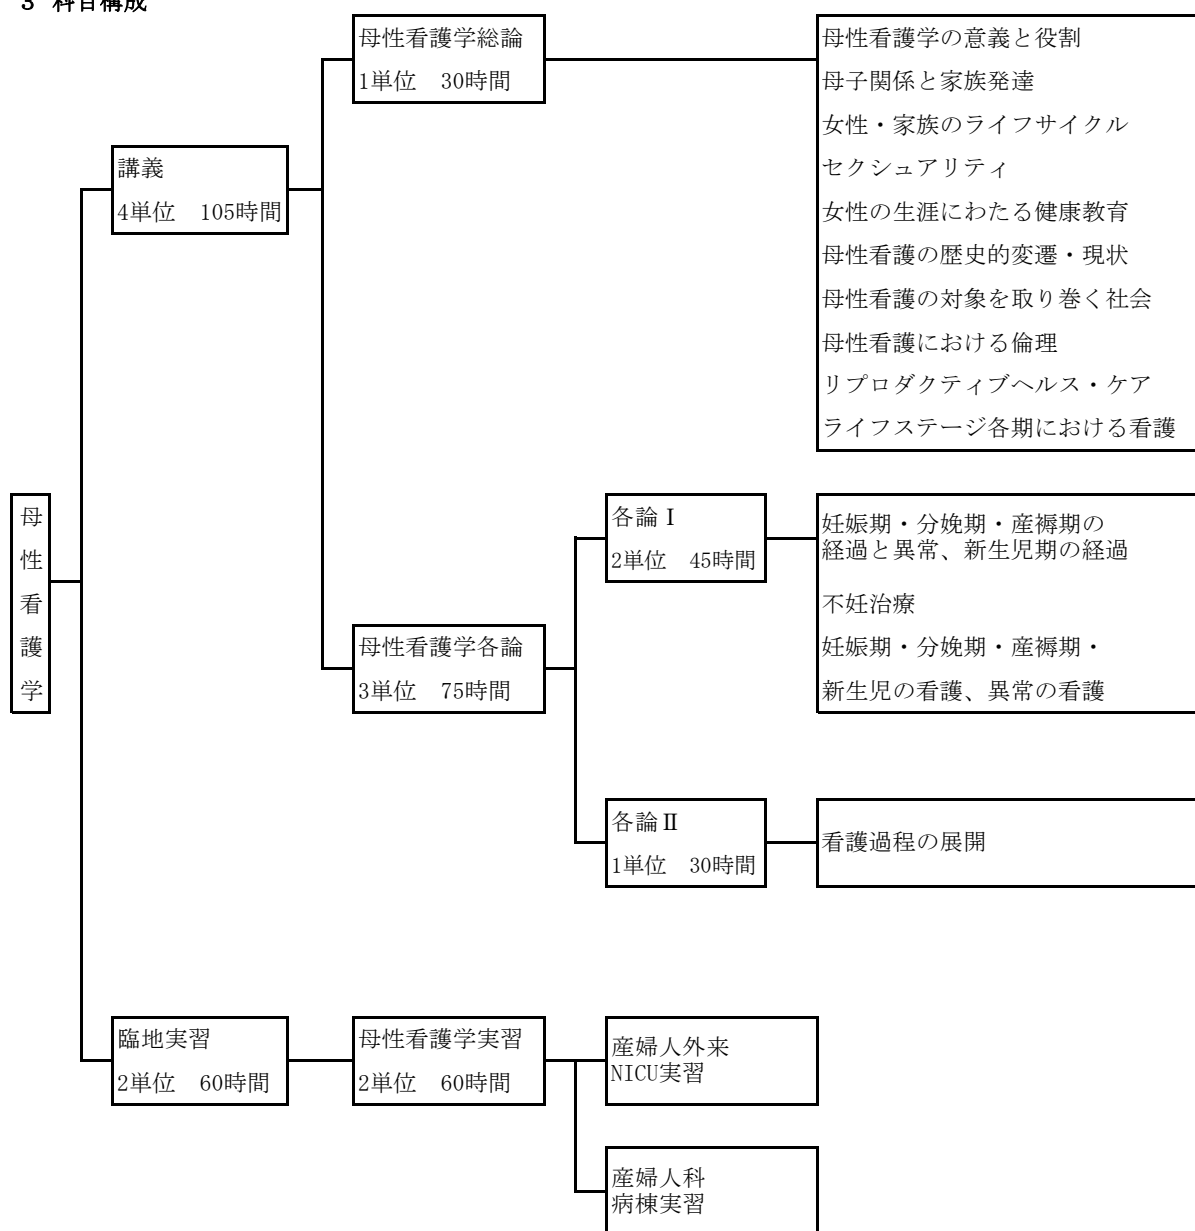 3 科目構成
母性看護学総論
1単位　30時間
母性看護学の意義と役割
母子関係と家族発達
女性・家族のライフサイクル
セクシュアリティ
女性の生涯にわたる健康教育
母性看護の歴史的変遷・現状
母性看護の対象を取り巻く社会
母性看護における倫理
リプロダクティブヘルス・ケア
ライフステージ各期における看護
講義
4単位　105時間
母性看護学
各論Ⅰ
2単位　45時間
妊娠期・分娩期・産褥期の
経過と異常、新生児期の経過
不妊治療
妊娠期・分娩期・産褥期・
新生児の看護、異常の看護
母性看護学各論
3単位　75時間
各論Ⅱ
1単位　30時間
看護過程の展開
臨地実習
2単位　60時間
母性看護学実習
2単位　60時間
産婦人外来
NICU実習
産婦人科
病棟実習